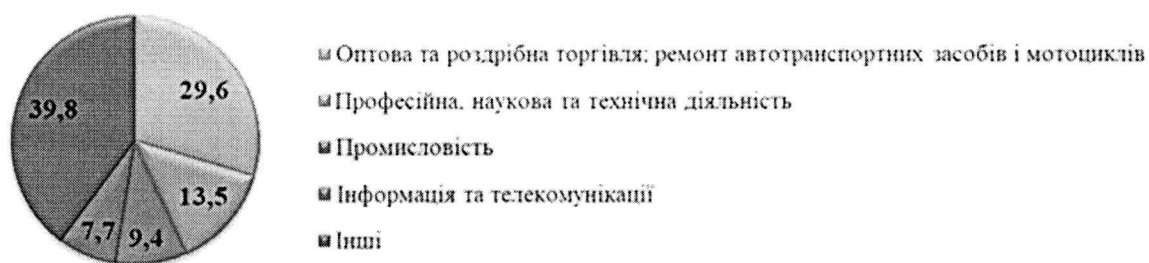 29,6
39,8
13,5
7,7
9,4
Оптова та роздрібна торгівля; ремонт автотранспортних засобів і мотоциклів
Професійна, наукова та технічна діяльність
Промисловість
Інформація та телекомунікації
Інші